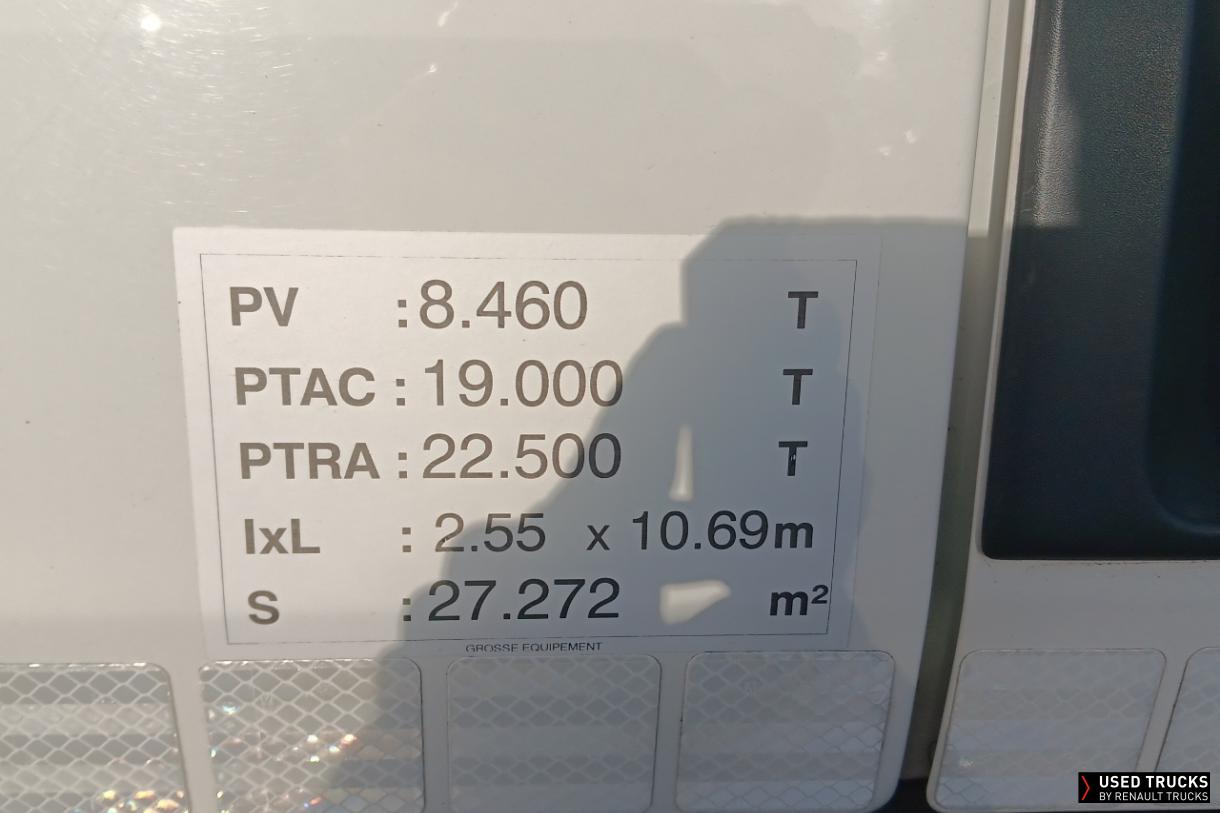 PV : 8.460 T
PTAC : 19.000 T
PTRA : 22.500 T
lxL : 2.55 x 10.69 m
S : 27.272 m²
GROSSE EQUIPEMENT
USED TRUCKS
BY RENAULT TRUCKS